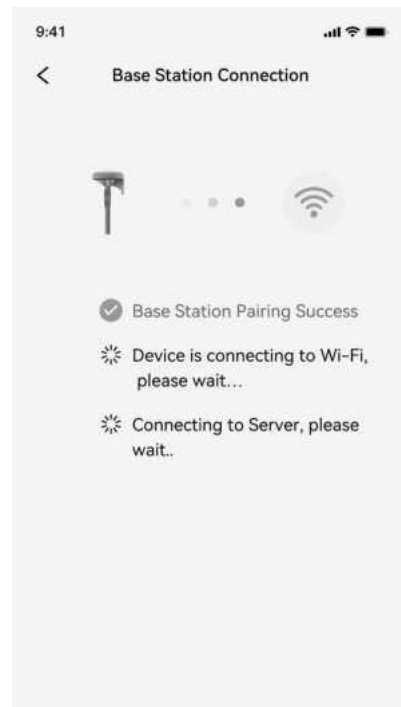 9:41
Base Station Connection
Base Station Pairing Success
Device is connecting to Wi-Fi,
please wait...
Connecting to Server, please
wait..